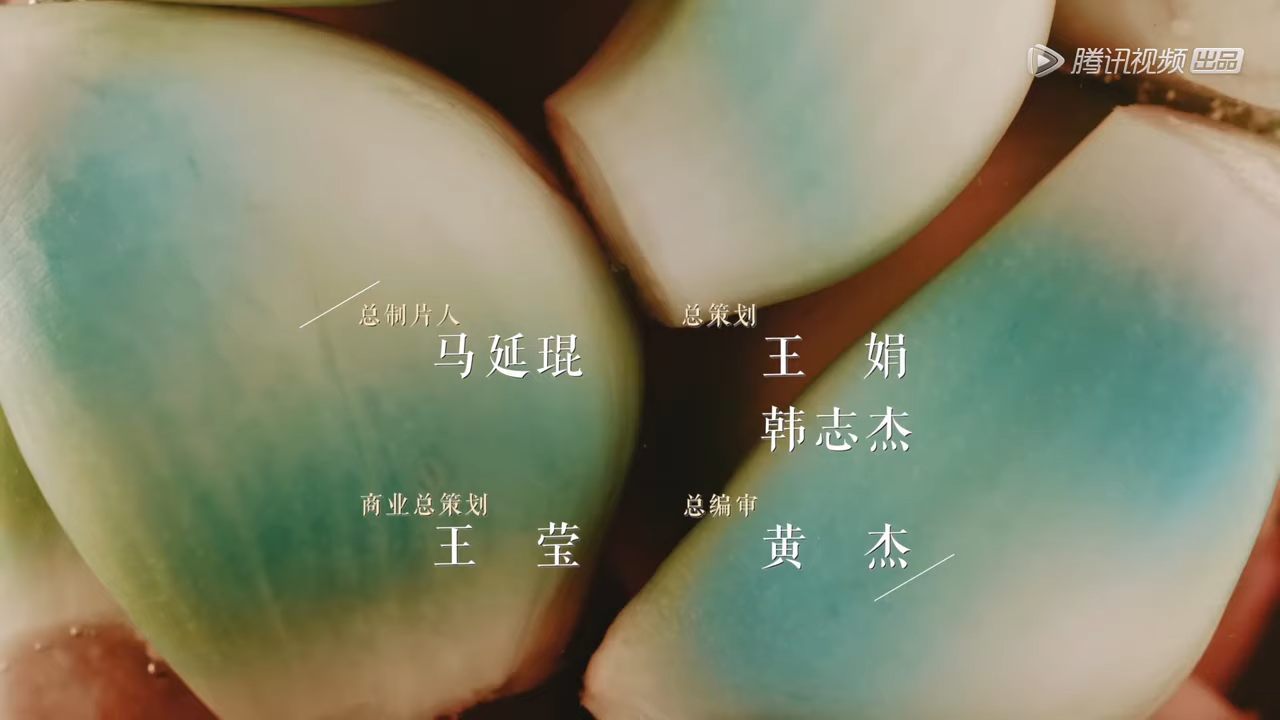 腾讯视频 出品
总制片人
马延琨
总策划
王 娟
韩志杰
商业总策划
王 莹
总编审
黄 杰